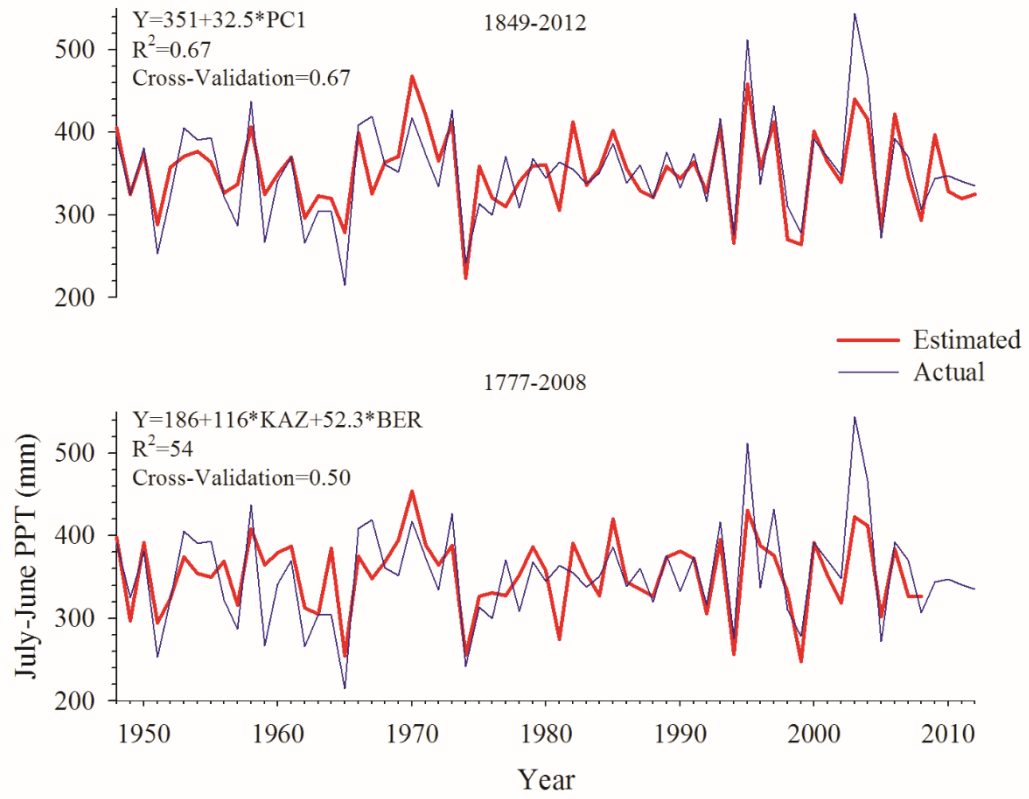 Y=351+32.5*PC1
1849-2012
R²=0.67
Cross-Validation=0.67
500
400
300
200
Estimated
Actual
1777-2008
Y=186+116*KAZ+52.3*BER
R²=54
Cross-Validation=0.50
July-June PPT (mm)
500
400
300
200
1950 1960 1970 1980 1990 2000 2010
Year